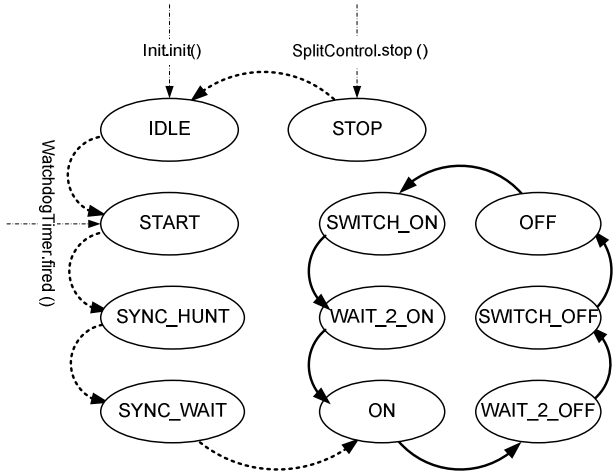 Init.init()
SplitControl.stop ()
IDLE
STOP
WatchdogTimer.fired ()
START
SWITCH_ON
OFF
SYNC_HUNT
WAIT_2_ON
SWITCH_OFF
SYNC_WAIT
ON
WAIT_2_OFF